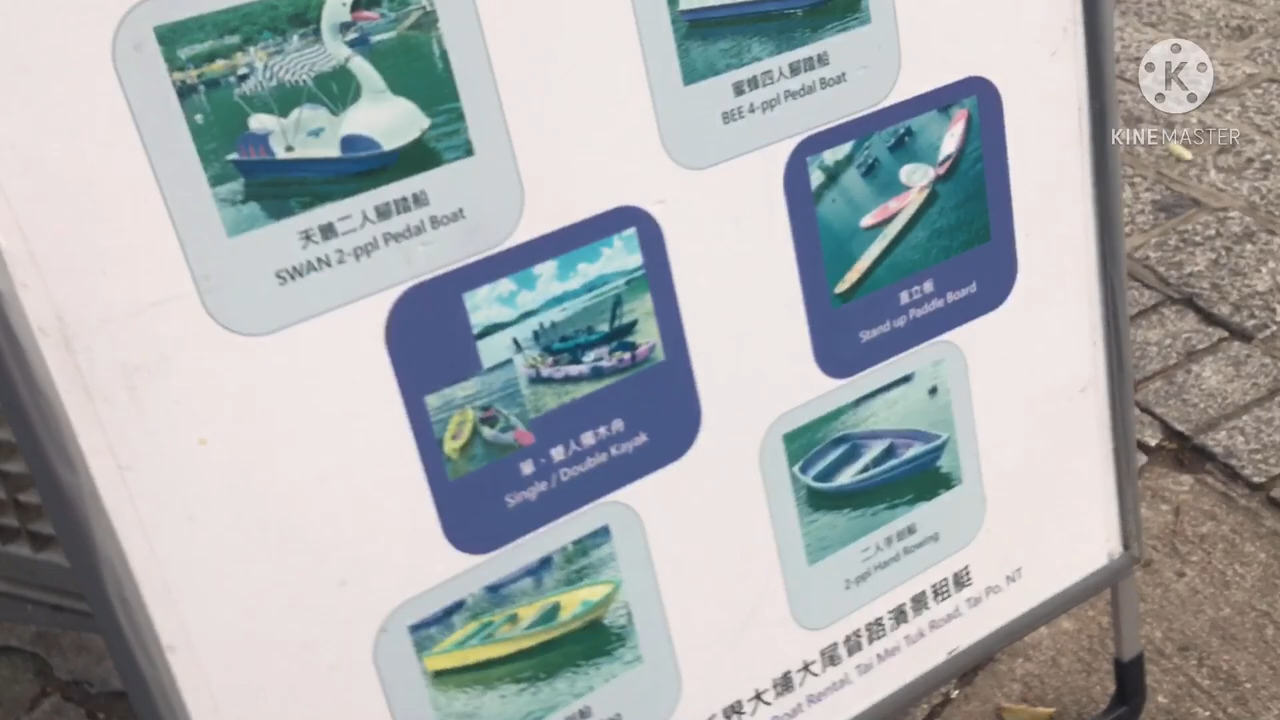 蜜蜂四人腳踏船
BEE 4-ppl Pedal Boat
天鵝二人腳踏船
SWAN 2-ppl Pedal Boat
直立板
Stand up Paddle Board
單、雙人獨木舟
Single / Double Kayak
二人手划船
2-ppl Hand Rowing
界大埔大尾督路濱景租艇
Boat Rental, Tai Mei Tuk Road, Tai Po, NT
KINEMASTER